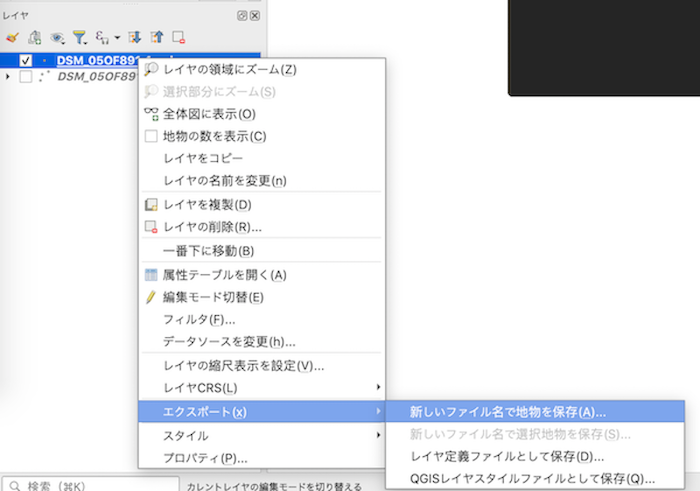 レイヤ
DSM_05OF891
DSM_05OF89
レイヤの領域にズーム(Z)
選択部分にズーム(S)
全体図に表示(O)
地物の数を表示(C)
レイヤをコピー
レイヤの名前を変更(n)
レイヤを複製(D)
レイヤの削除(R)...
一番下に移動(B)
属性テーブルを開く(A)
編集モード切替(E)
フィルタ(F)...
データソースを変更(h)...
レイヤの縮尺表示を設定(V)...
レイヤCRS(L)
エクスポート(x)
新しいファイル名で地物を保存(A)...
新しいファイル名で選択地物を保存(S)...
スタイル
レイヤ定義ファイルとして保存(D)...
プロパティ(P)...
QGISレイヤスタイルファイルとして保存(Q)...
検索 (⌘K)
カレントレイヤの編集モードを切り替える